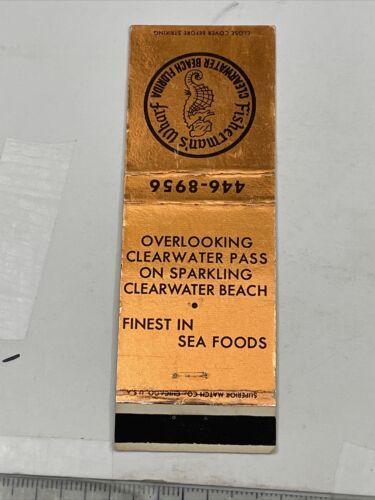 CLOSE COVER BEFORE STRIKING
Fisherman's Wharf
CLEARWATER BEACH FLORIDA
446-8956
OVERLOOKING
CLEARWATER PASS
ON SPARKLING
CLEARWATER BEACH
•
FINEST IN
SEA FOODS
SUPERIOR MATCH CO., CHICAGO, U.S.A.